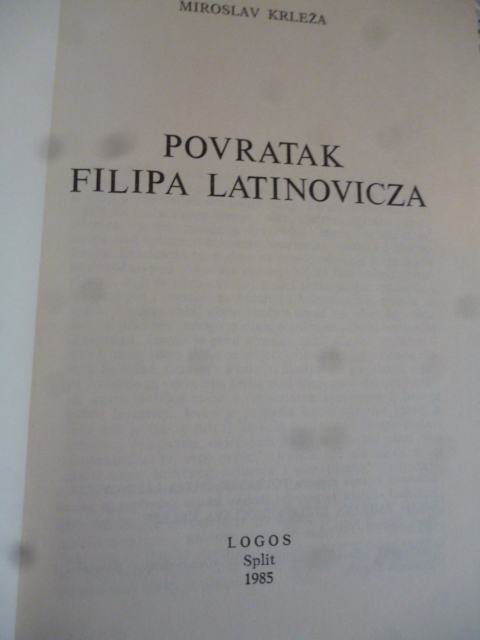 MIROSLAV KRLEŽA
POVRATAK
FILIPA LATINOVICZA
LOGOS
Split
1985